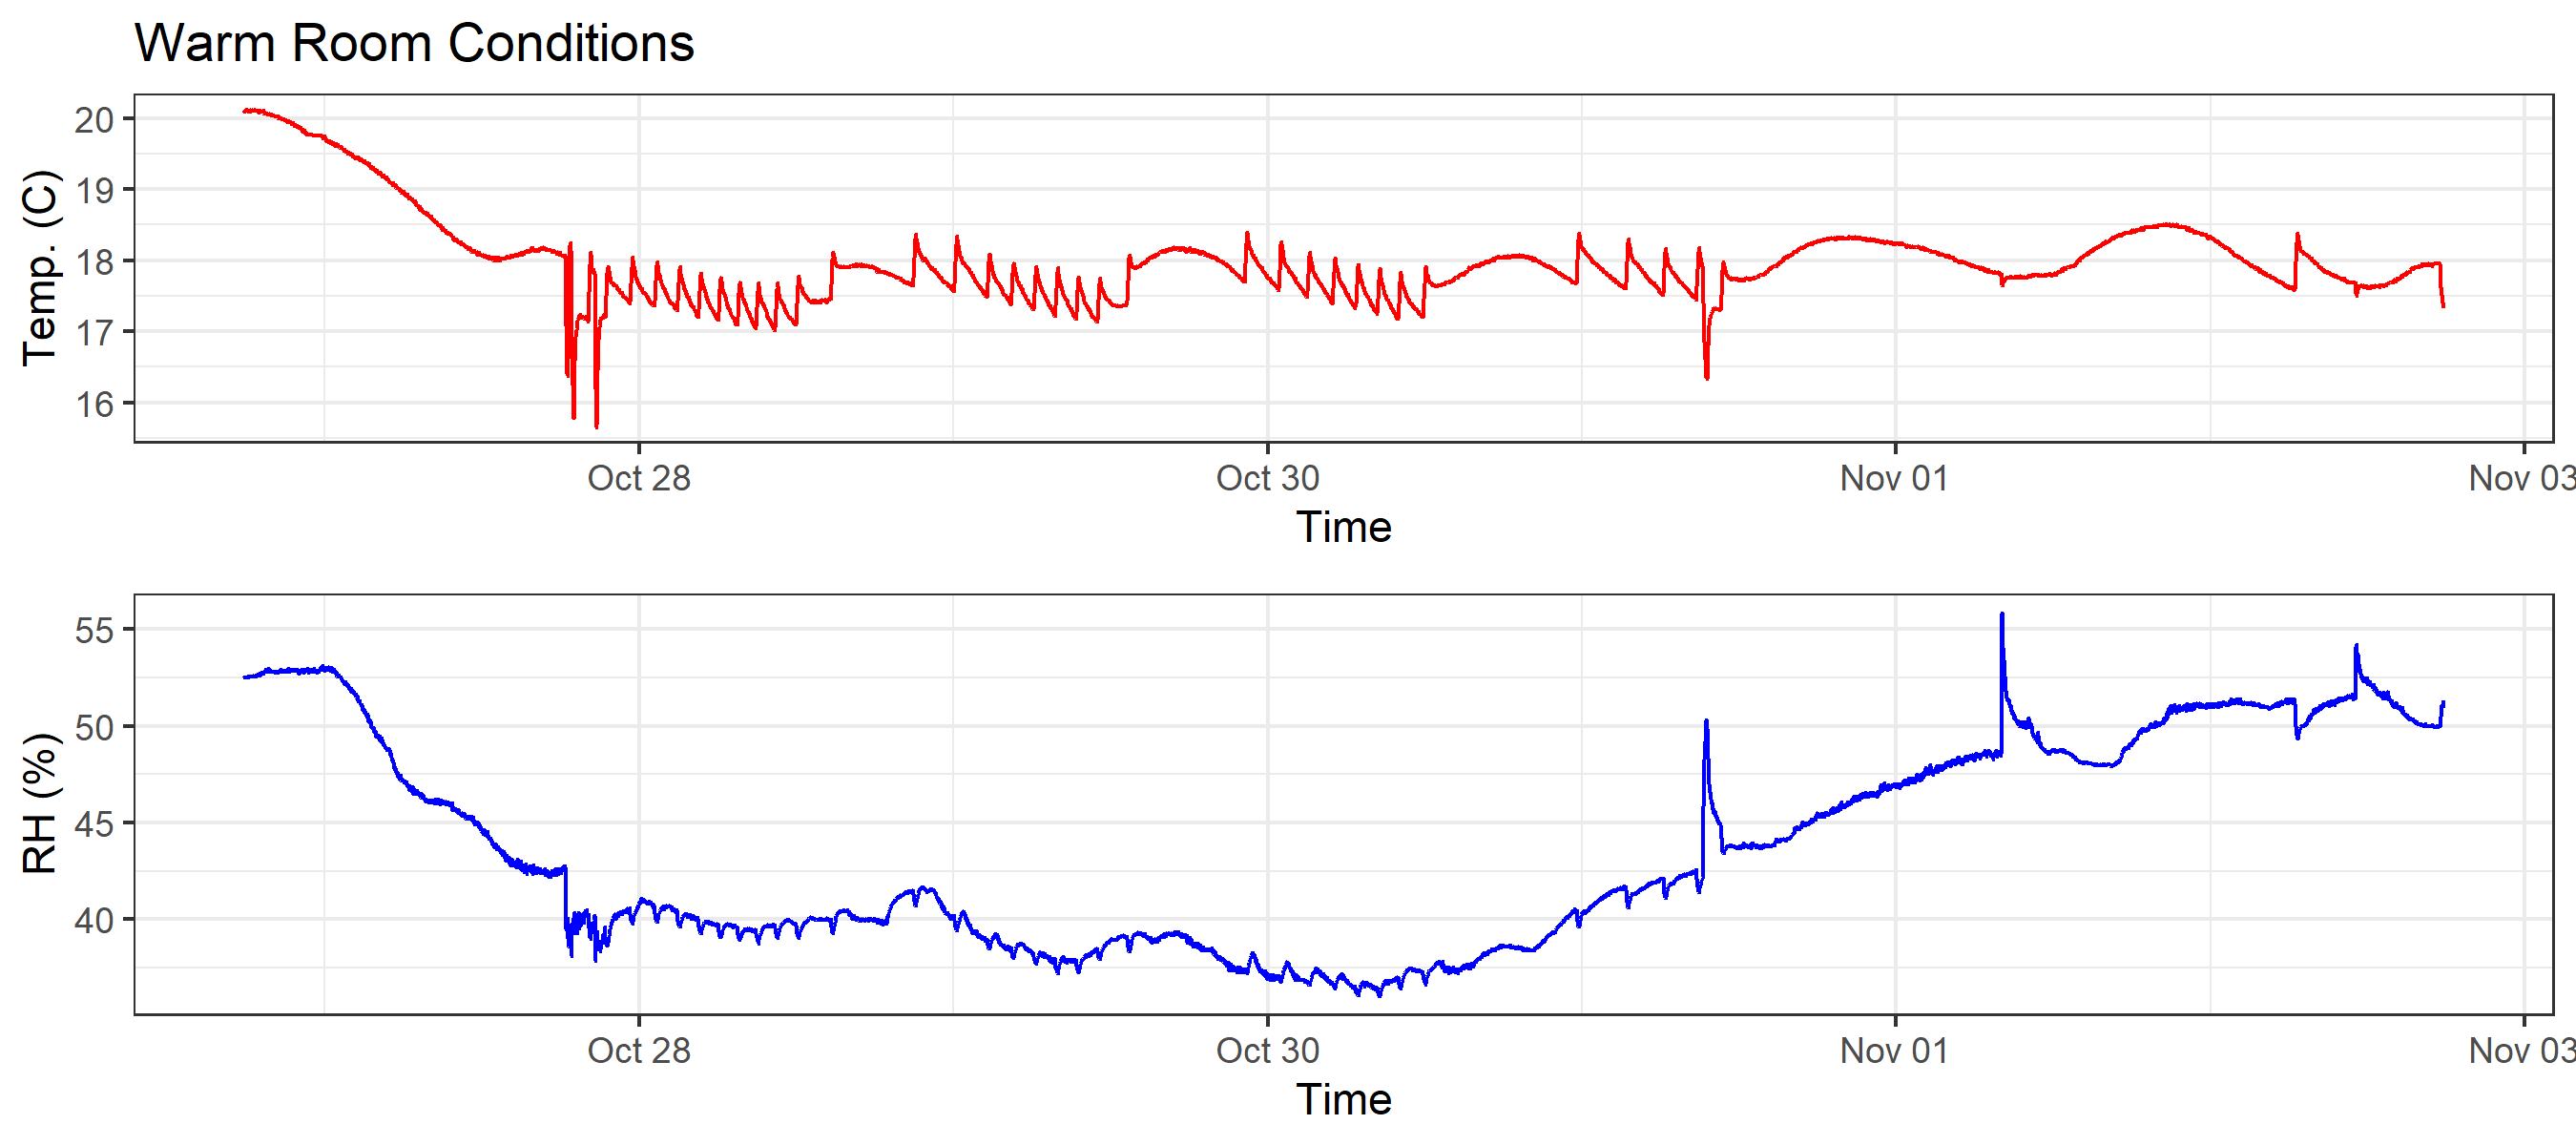 Warm Room Conditions
Temp. (C)
20
19
18
17
16
Oct 28 Oct 30 Nov 01 Nov 03
Time
RH (%)
55
50
45
40
Oct 28 Oct 30 Nov 01 Nov 03
Time